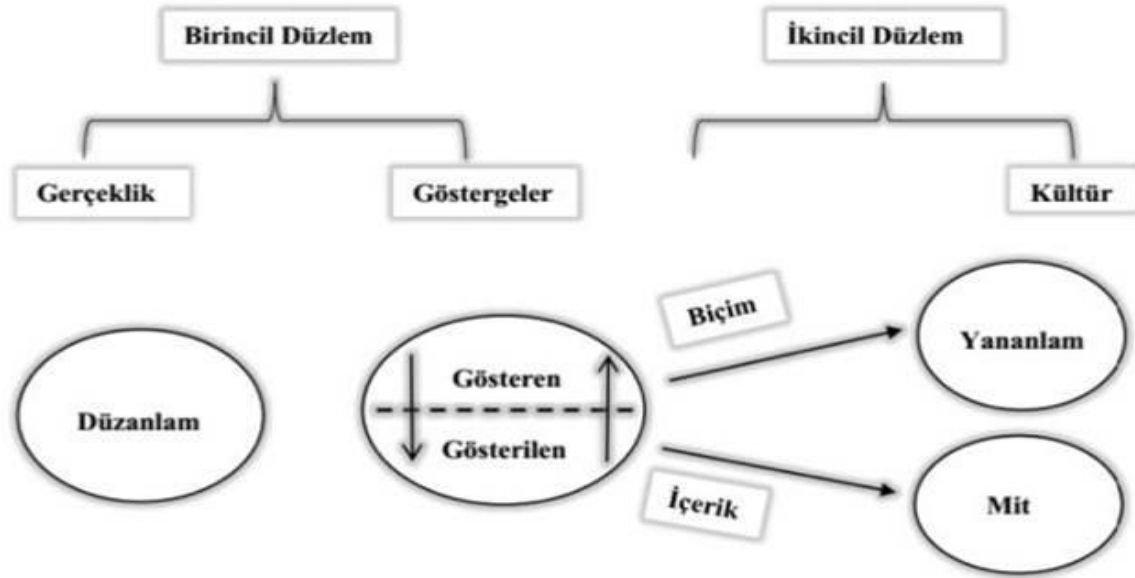 Birincil Düzlem
İkincil Düzlem
Gerçeklik
Göstergeler
Kültür
Biçim
Yananlam
Gösteren
Düzanlam
Gösterilen
İçerik
Mit